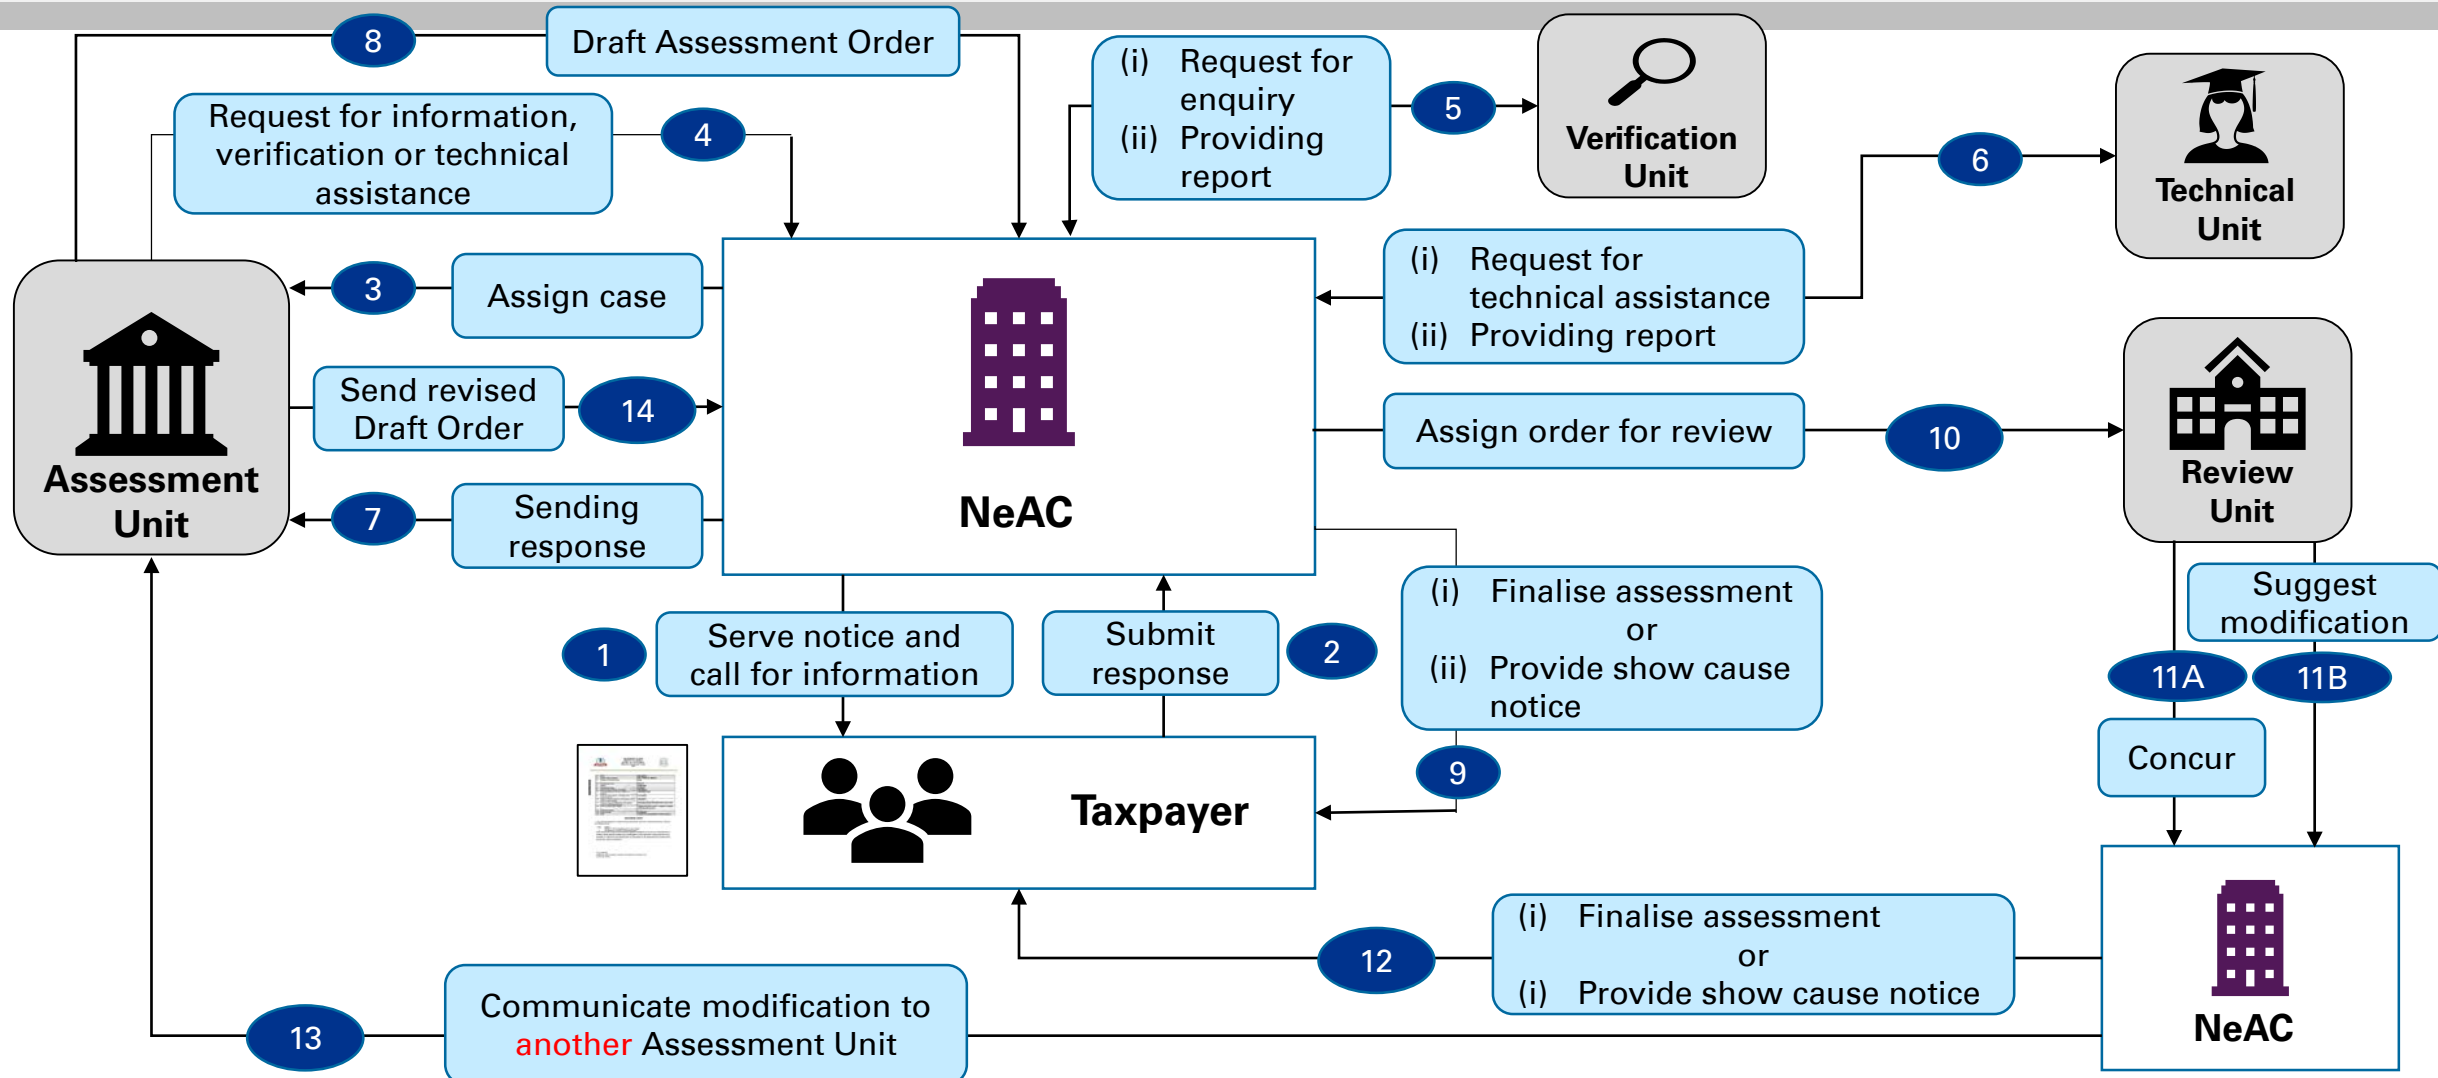 8
Draft Assessment Order
(i) Request for
enquiry
(ii) Providing
report
5
Verification
Unit
Request for information,
verification or technical
assistance
4
6
Technical
Unit
3
Assign case
(i) Request for
technical assistance
(ii) Providing report
Assessment
Unit
Send revised
Draft Order
14
NeAC
Assign order for review
10
Review
Unit
7
Sending
response
1
Serve notice and
call for information
Submit
response
2
(i) Finalise assessment
or
(ii) Provide show cause
notice
9
Suggest
modification
11A
11B
Concur
Taxpayer
12
(i) Finalise assessment
or
(i) Provide show cause notice
NeAC
13
Communicate modification to
another Assessment Unit